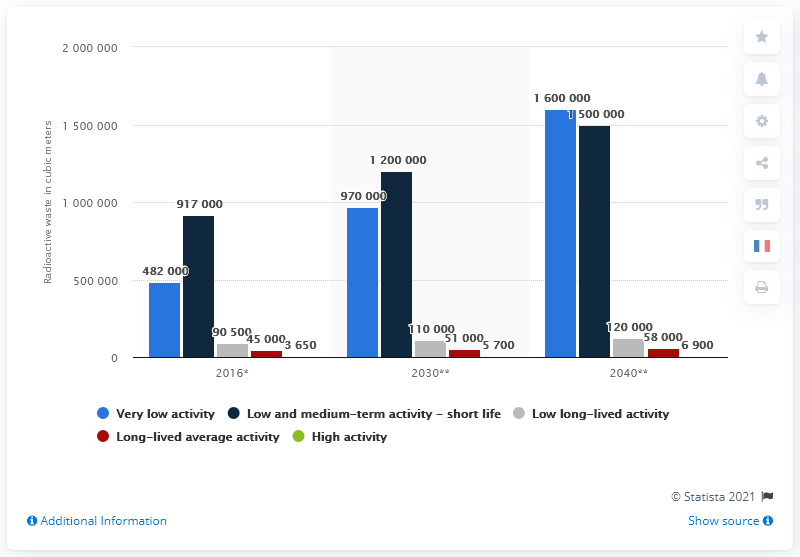 2 000 000
1 500 000
1 000 000
500 000
0
Radioactive waste in cubic meters
482 000
917 000
90 500
45 000
3 650
970 000
1 200 000
110 000
51 000
5 700
1 600 000
1 500 000
120 000
58 000
6 900
2016*
2030**
2040**
Very low activity
Low and medium-term activity - short life
Low long-lived activity
Long-lived average activity
High activity
© Statista 2021
Additional Information
Show source